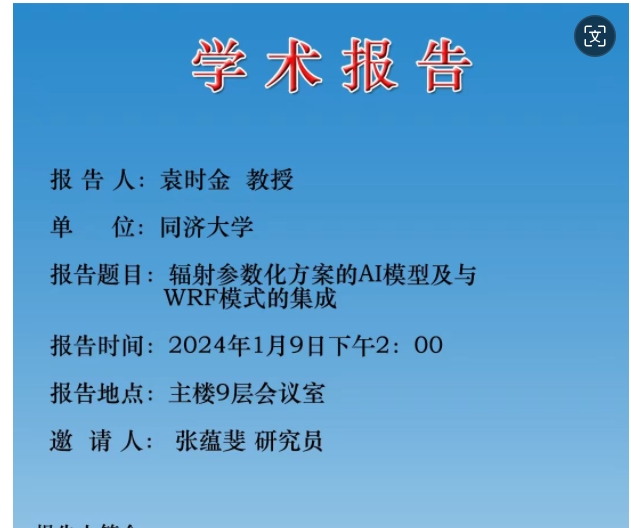 学术报告
报 告 人：袁时金 教授
单 位：同济大学
报告题目：辐射参数化方案的AI模型及与
WRF模式的集成
报告时间：2024年1月9日下午2：00
报告地点：主楼9层会议室
邀 请 人： 张蕴斐 研究员